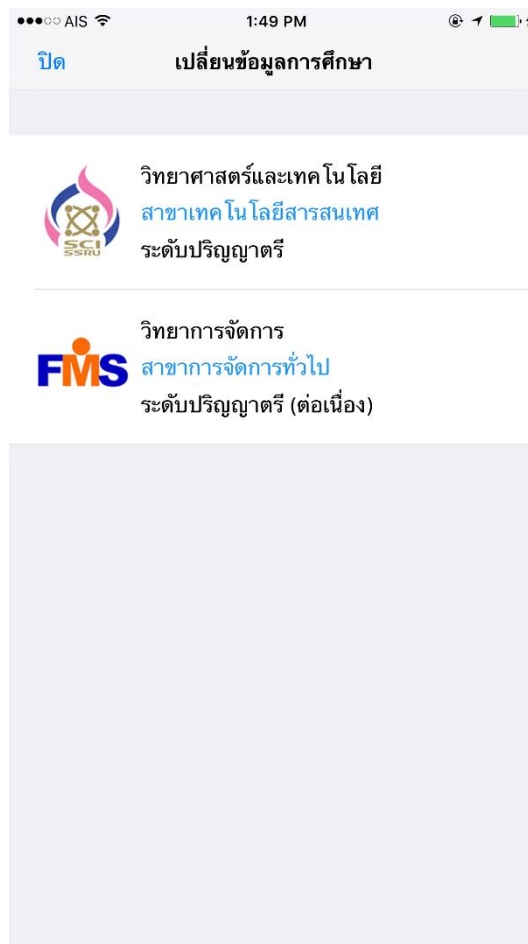 AIS
1:49 PM
ปิด
เปลี่ยนข้อมูลการศึกษา
วิทยาศาสตร์และเทคโนโลยี
สาขาเทคโนโลยีสารสนเทศ
ระดับปริญญาตรี
SCI
SSRU
วิทยาการจัดการ
สาขาการจัดการทั่วไป
ระดับปริญญาตรี (ต่อเนื่อง)
FMS